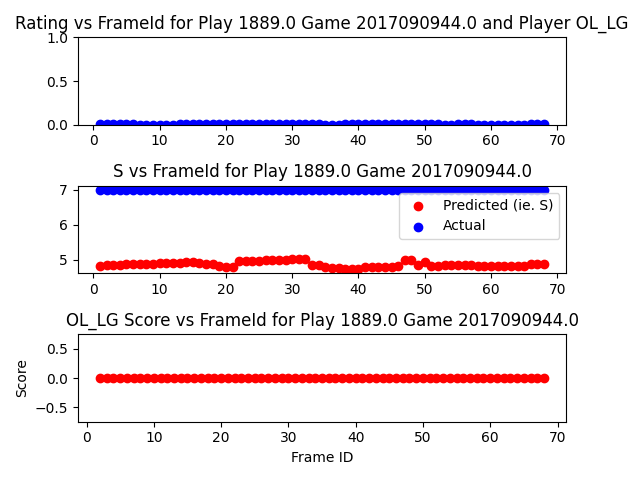 Rating vs FrameId for Play 1889.0 Game 2017090944.0 and Player OL_LG
1.0
0.5
0.0
0 10 20 30 40 50 60 70
S vs FrameId for Play 1889.0 Game 2017090944.0
7
6
5
Predicted (ie. S)
Actual
0 10 20 30 40 50 60 70
OL_LG Score vs FrameId for Play 1889.0 Game 2017090944.0
Score
0.5
0.0
−0.5
0 10 20 30 40 50 60 70
Frame ID